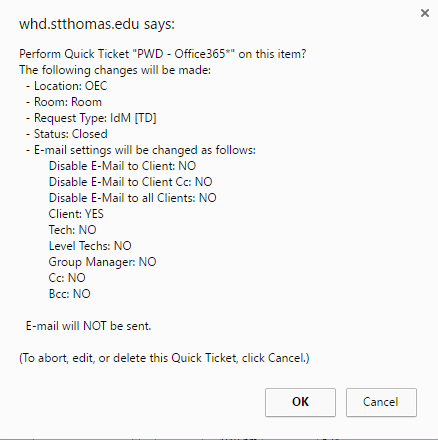 whd.stthomas.edu says:
Perform Quick Ticket "PWD - Office365*" on this item?
The following changes will be made:
- Location: OEC
- Room: Room
- Request Type: IdM [TD]
- Status: Closed
- E-mail settings will be changed as follows:
Disable E-Mail to Client: NO
Disable E-Mail to Client Cc: NO
Disable E-Mail to all Clients: NO
Client: YES
Tech: NO
Level Techs: NO
Group Manager: NO
Cc: NO
Bcc: NO
E-mail will NOT be sent.
(To abort, edit, or delete this Quick Ticket, click Cancel.)
OK Cancel